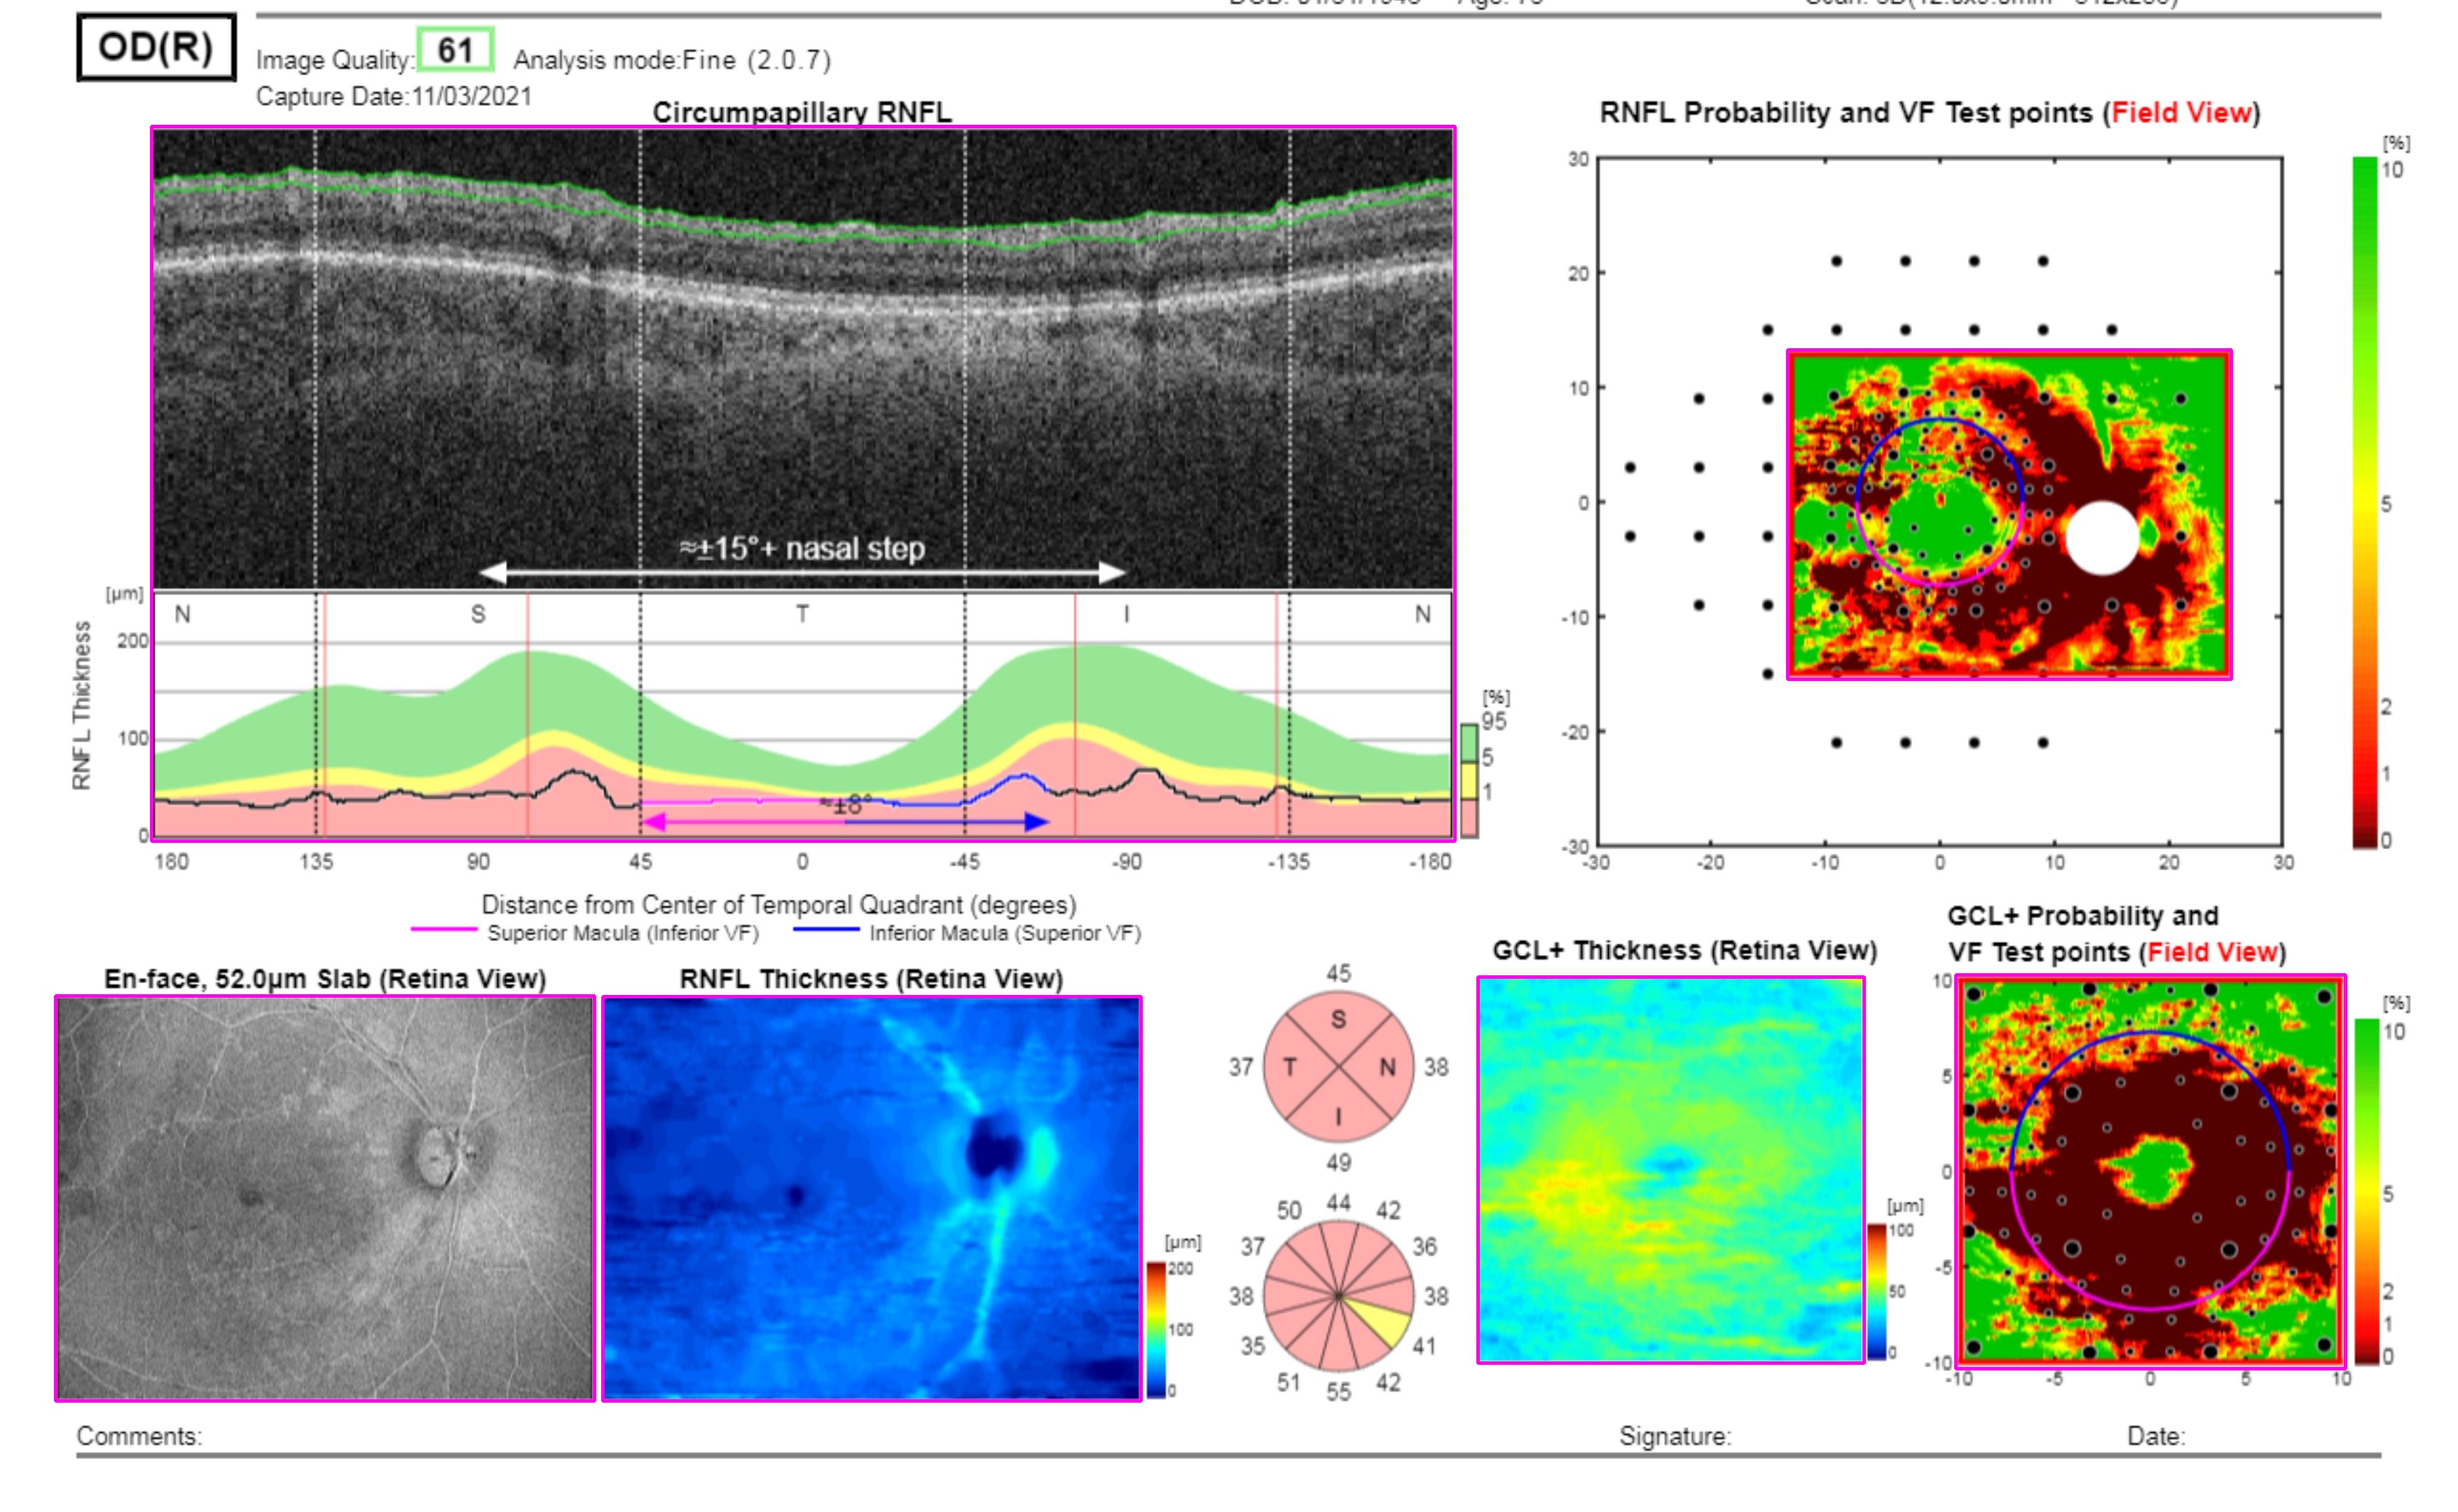 OD(R)
Image Quality: 61 Analysis mode:Fine (2.0.7)
Capture Date:11/03/2021
Circumpapillary RNFL
≈±15°+ nasal step
[µm]
N S T I N
200
100
0
RNFL Thickness
≈±8°
180 135 90 45 0 -45 -90 -135 -180
Distance from Center of Temporal Quadrant (degrees)
Superior Macula (Inferior VF) Inferior Macula (Superior VF)
[%]
95
5
1
RNFL Probability and VF Test points (Field View)
30
20
10
0
-10
-20
-30
-30 -20 -10 0 10 20 30
[%]
10
5
2
1
0
En-face, 52.0µm Slab (Retina View)
RNFL Thickness (Retina View)
[µm]
200
100
0
45
S
37 T N 38
I
49
50 44 42
37 36
38 38
35 41
51 55 42
GCL+ Thickness (Retina View)
[µm]
100
50
0
GCL+ Probability and
VF Test points (Field View)
10
5
0
-5
-10
-10 -5 0 5 10
[%]
10
5
2
1
0
Comments: Signature: Date: